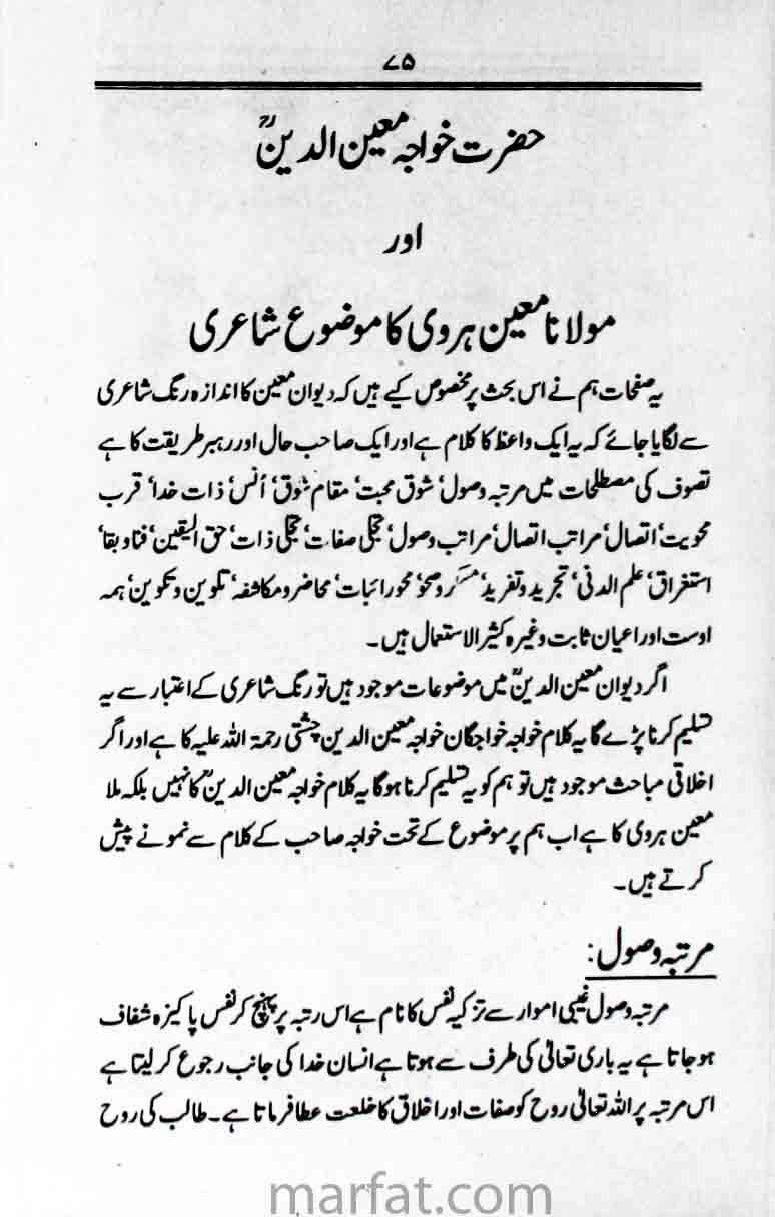 ۷۵
حضرت خواجہ معین الدینؒ
اور
مولانا معین ہروی کا موضوع شاعری
یہ صفحات ہم نے اس بحث پر مخصوص کیے ہیں کہ دیوان معین کا اندازہ رنگ شاعری
سے لگایا جائے کہ یہ ایک واعظ کا کلام ہے اور ایک صاحب حال اور رہبر طریقت کا ہے
تصوف کی مصطلحات میں مرتبہ وصول' شوق محبت' مقام شوق' اُنس' ذات خدا' قرب
محویت' اتصال' مراتب اتصال' مراتب وصول' تجلی صفات' تجلی ذات' حق الیقین' فنا و بقا'
استغراق' علم الدنی' تجرید و تفرید' سکر و صحو' محو را ثبات' محاضر و مکاشفہ' تلوین و تکوین' ہمہ
اوست اور اعیان ثابت وغیرہ کثیر الاستعمال ہیں۔
اگر دیوان معین الدینؒ میں موضوعات موجود ہیں تو رنگ شاعری کے اعتبار سے یہ
تسلیم کرنا پڑے گا یہ کلام خواجہ خواجگان خواجہ معین الدین چشتی رحمۃ اللہ علیہ کا ہے اور اگر
اخلاقی مباحث موجود ہیں تو ہم کو یہ تسلیم کرنا ہوگا یہ کلام خواجہ معین الدینؒ کا نہیں بلکہ ملا
معین ہروی کا ہے اب ہم ہر موضوع کے تحت خواجہ صاحب کے کلام سے نمونے پیش
کرتے ہیں۔
مرتبہ وصول:
مرتبہ وصول غیبی اموار سے تزکیہ نفس کا نام ہے اس رتبہ پر پہنچ کر نفس پاکیزہ شفاف
ہو جاتا ہے یہ باری تعالیٰ کی طرف سے ہوتا ہے انسان خدا کی جانب رجوع کر لیتا ہے
اس مرتبہ پر اللہ تعالیٰ روح کو صفات اور اخلاق کا خلعت عطا فرماتا ہے۔ طالب کی روح
marfat.com